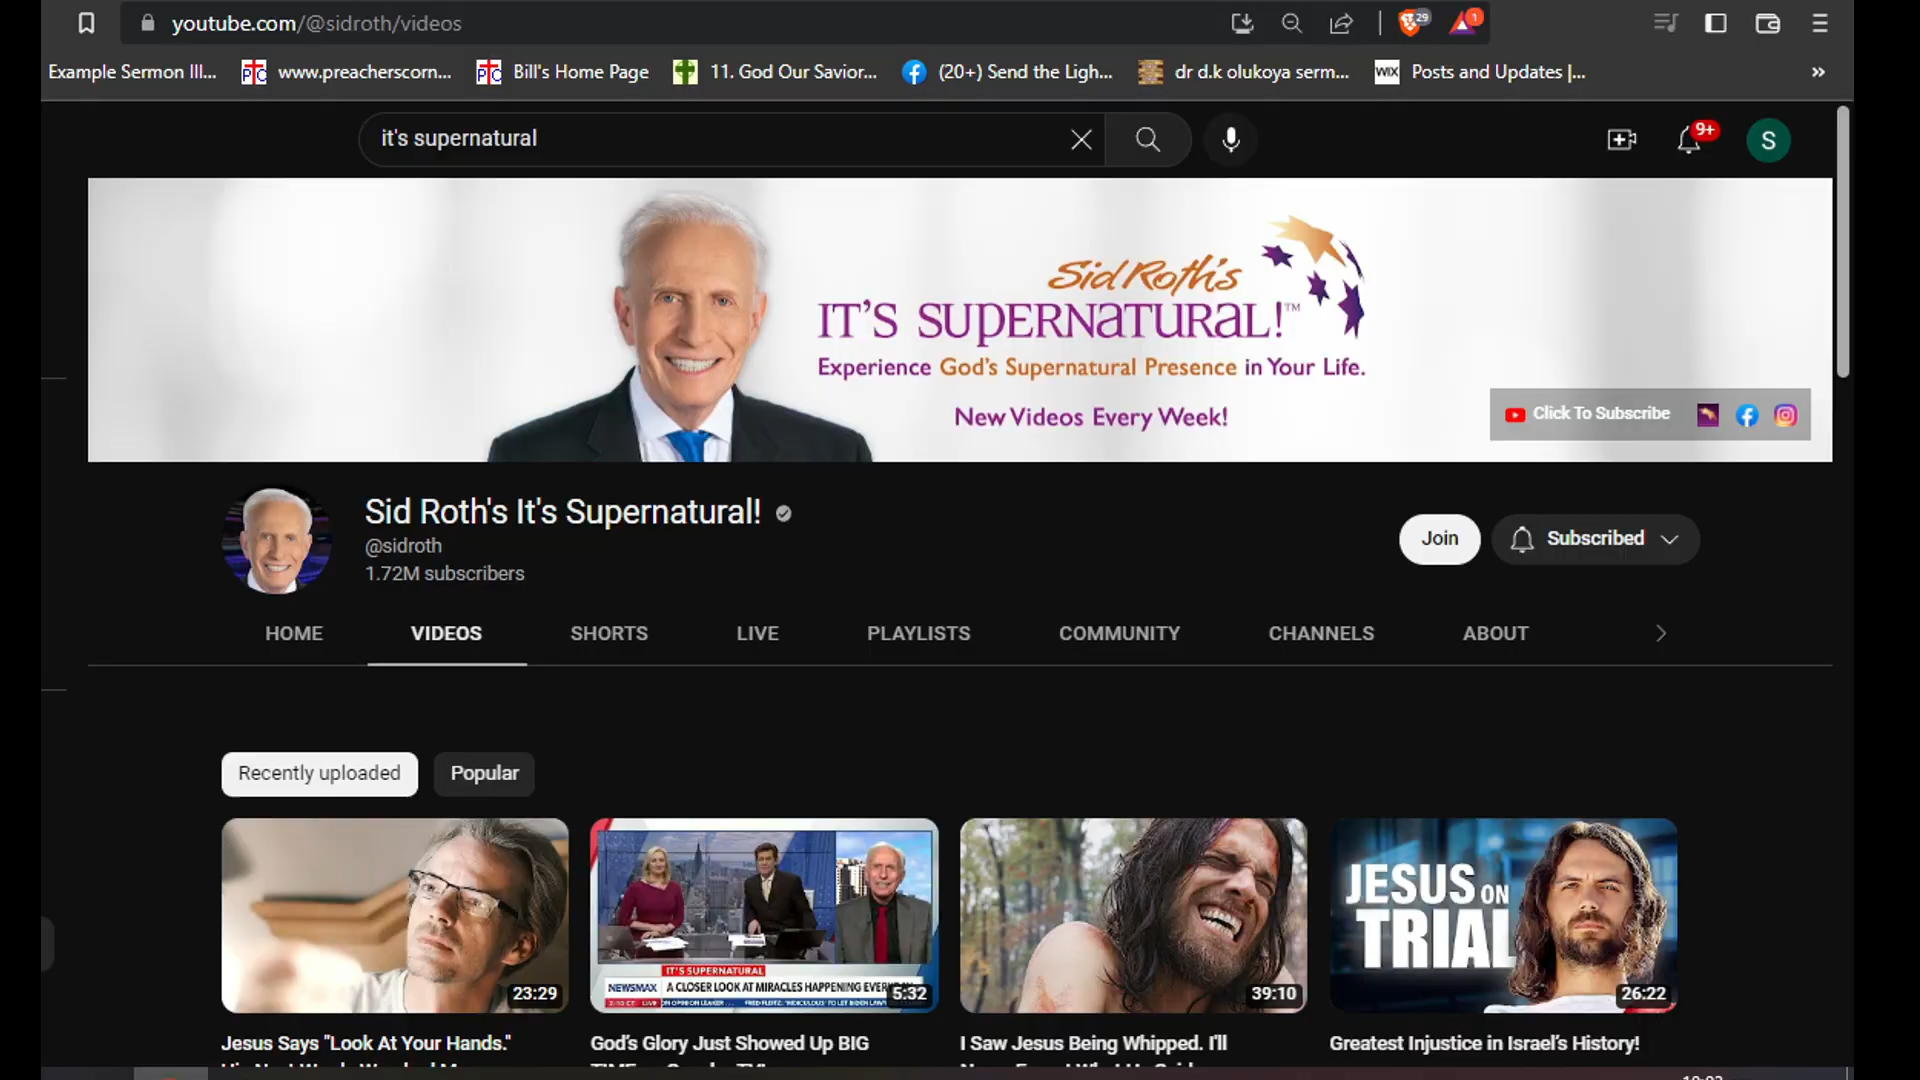 youtube.com/@sidroth/videos
29
1
Example Sermon Ill...
www.preacherscorn...
Bill's Home Page
11. God Our Savior...
(20+) Send the Ligh...
dr d.k olukoya serm...
WIX
Posts and Updates |...
»
it's supernatural
9+
S
Sid Roth's
IT'S SUPERNATURAL!™
Experience God's Supernatural Presence in Your Life.
New Videos Every Week!
Click To Subscribe
Sid Roth's It's Supernatural!
@sidroth
1.72M subscribers
Join
Subscribed
HOME
VIDEOS
SHORTS
LIVE
PLAYLISTS
COMMUNITY
CHANNELS
ABOUT
Recently uploaded
Popular
23:29
IT'S SUPERNATURAL
NEWSMAX
A CLOSER LOOK AT MIRACLES HAPPENING
5:32
39:10
JESUS ON
TRIAL
26:22
Jesus Says "Look At Your Hands."
God's Glory Just Showed Up BIG
I Saw Jesus Being Whipped. I'll
Greatest Injustice in Israel's History!